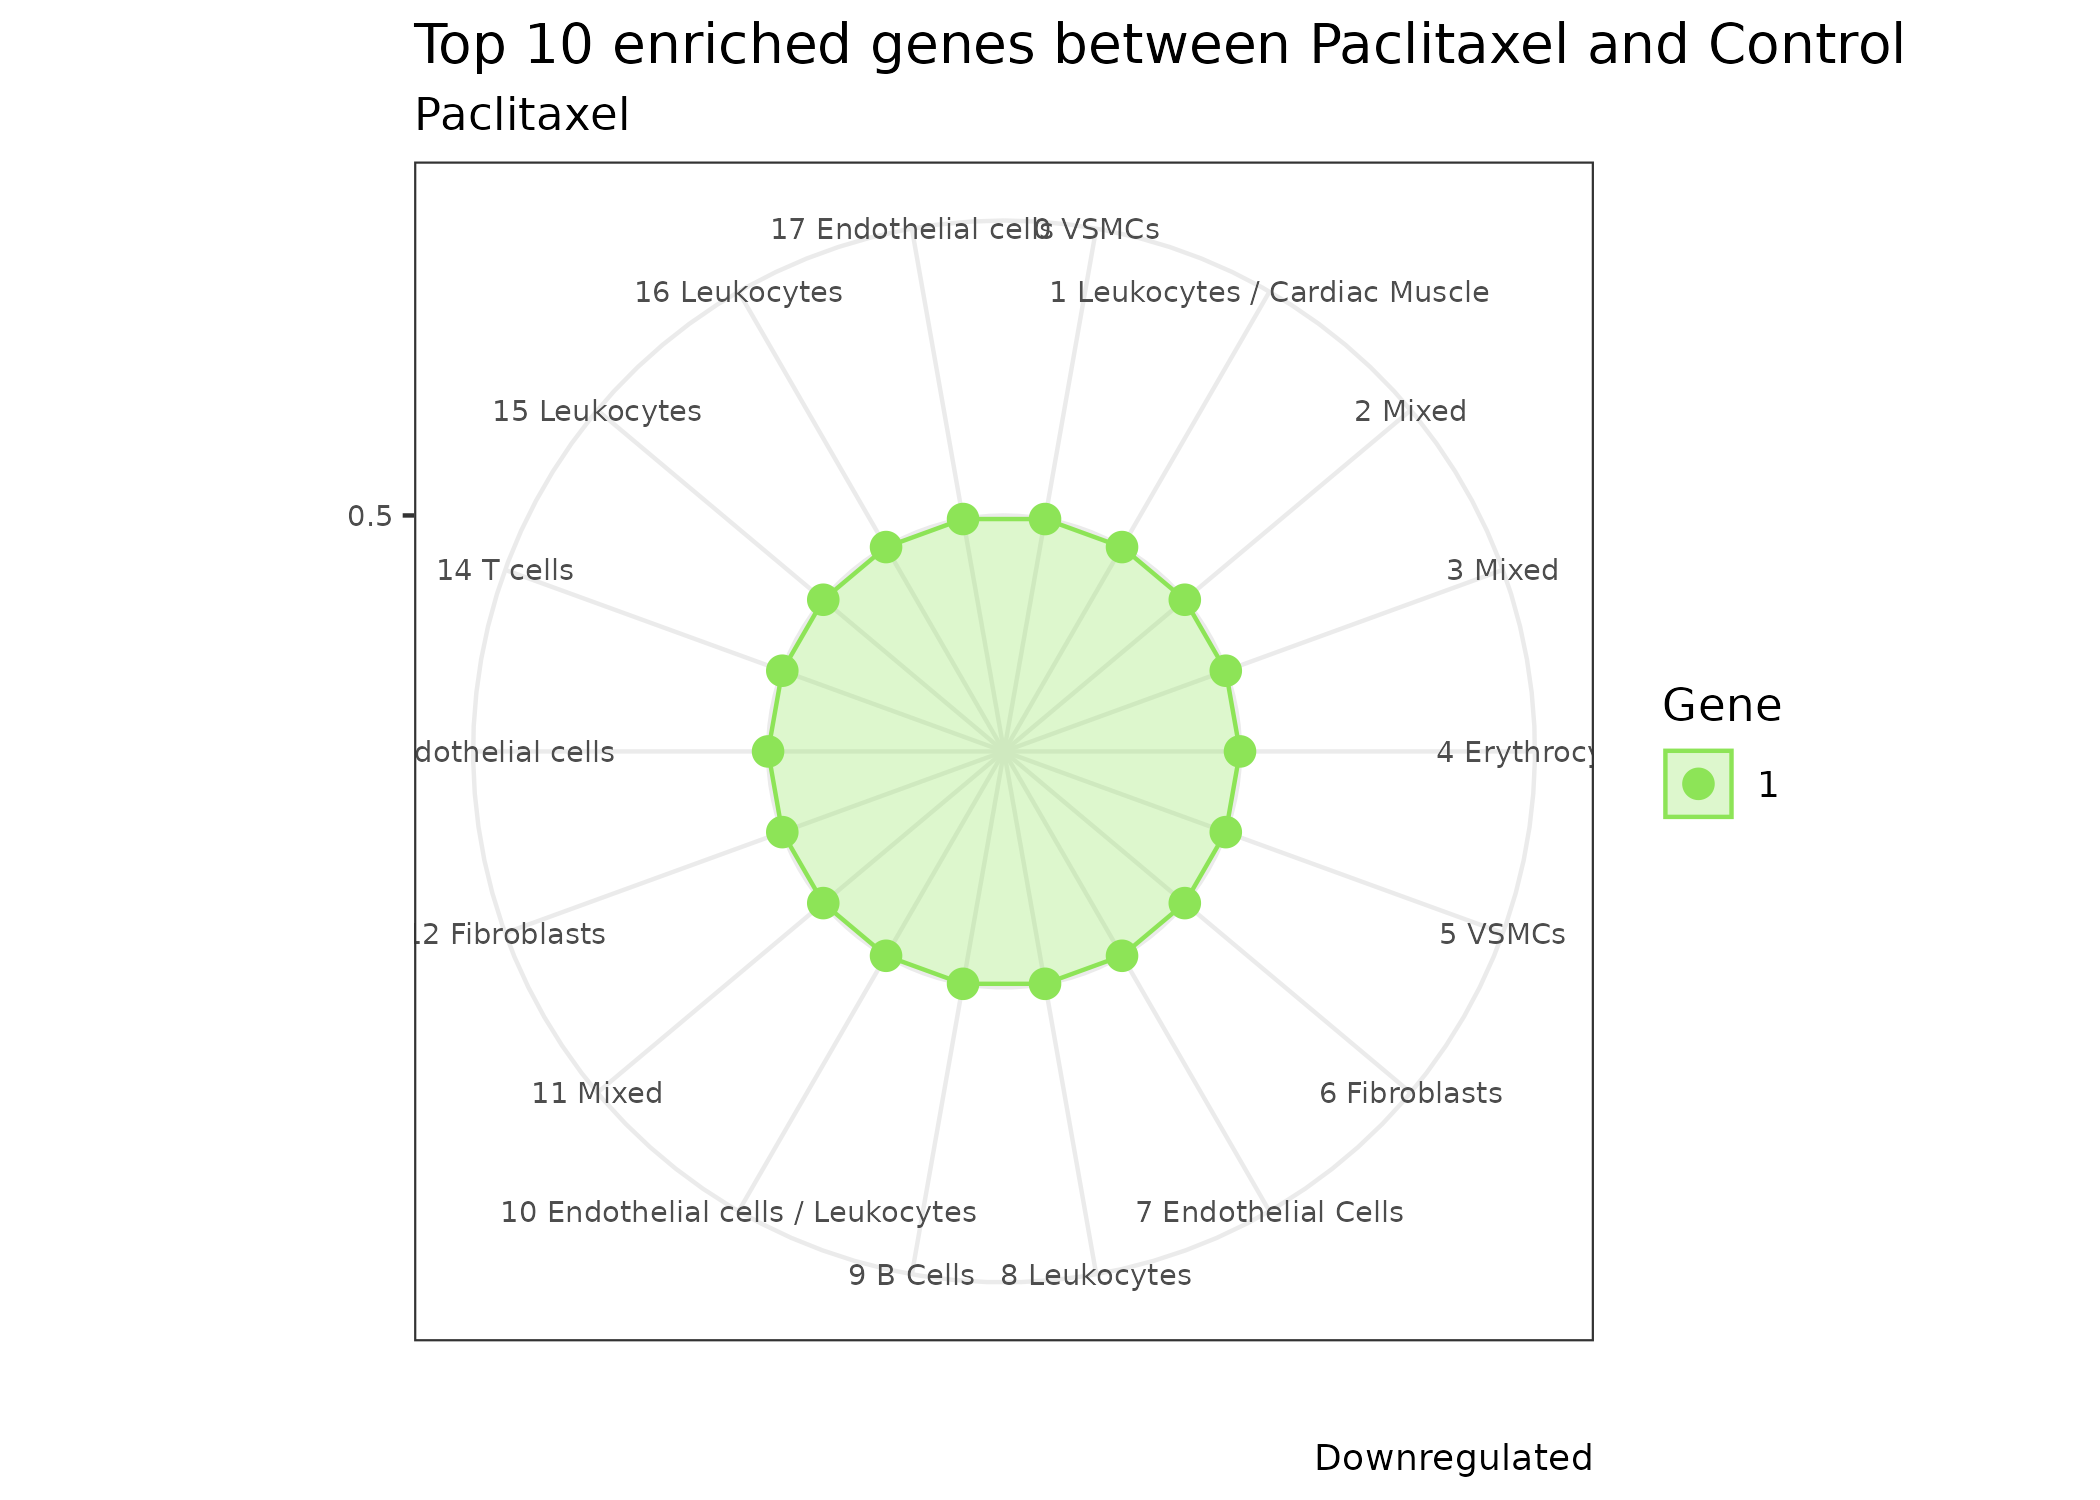 Top 10 enriched genes between Paclitaxel and Control
Paclitaxel
17 Endothelial cells
0 VSMCs
16 Leukocytes
1 Leukocytes / Cardiac Muscle
15 Leukocytes
2 Mixed
0.5
14 T cells
3 Mixed
Gene
1
dothelial cells
4 Erythrocy
12 Fibroblasts
5 VSMCs
11 Mixed
6 Fibroblasts
10 Endothelial cells / Leukocytes
7 Endothelial Cells
9 B Cells
8 Leukocytes
Downregulated